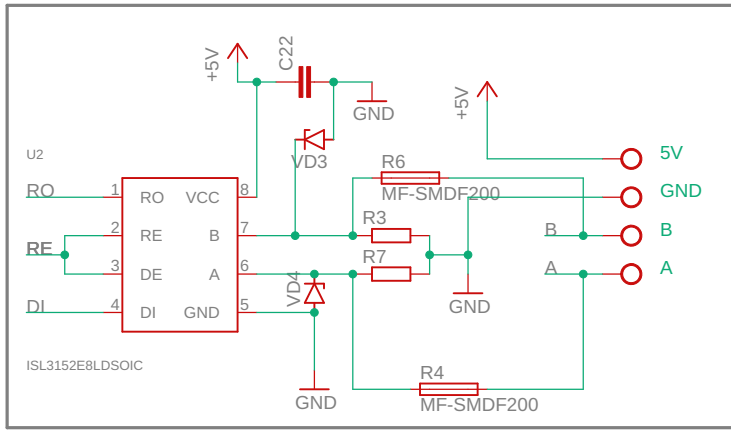 +5V
C22
GND
+5V
VD3
U2
R6
5V
MF-SMDF200
RO
1
RO
VCC
8
GND
R3
RE
2
RE
B
7
B
B
R7
3
DE
A
6
A
A
VD4
DI
4
DI
GND
5
GND
ISL3152E8LDSOIC
R4
GND
MF-SMDF200